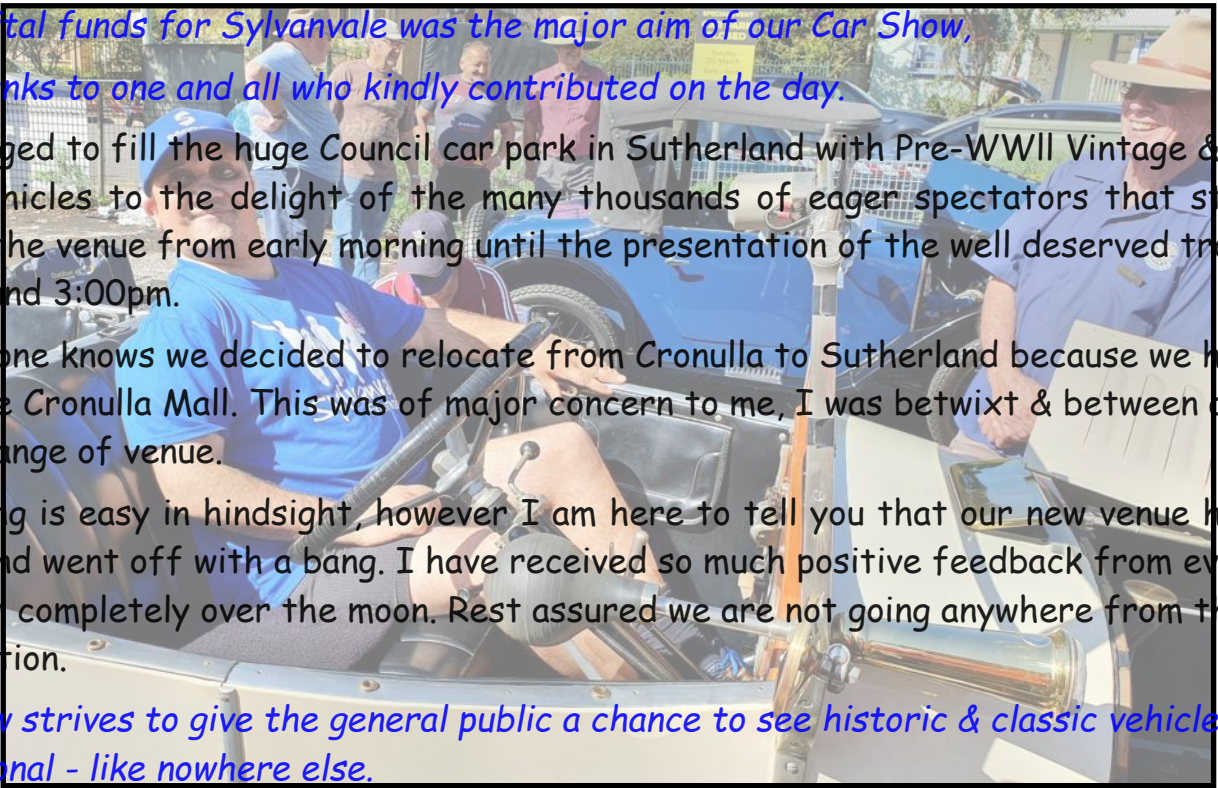 tal funds for Sylvanvale was the major aim of our Car Show,
nks to one and all who kindly contributed on the day.
ged to fill the huge Council car park in Sutherland with Pre-WWll Vintage &
hicles to the delight of the many thousands of eager spectators that st
he venue from early morning until the presentation of the well deserved tr
nd 3:00pm.
one knows we decided to relocate from Cronulla to Sutherland because we h
e Cronulla Mall. This was of major concern to me, I was betwixt & between
ange of venue.
ng is easy in hindsight, however I am here to tell you that our new venue h
nd went off with a bang. I have received so much positive feedback from ev
completely over the moon. Rest assured we are not going anywhere from th
tion.
w strives to give the general public a chance to see historic & classic vehicle
onal - like nowhere else.